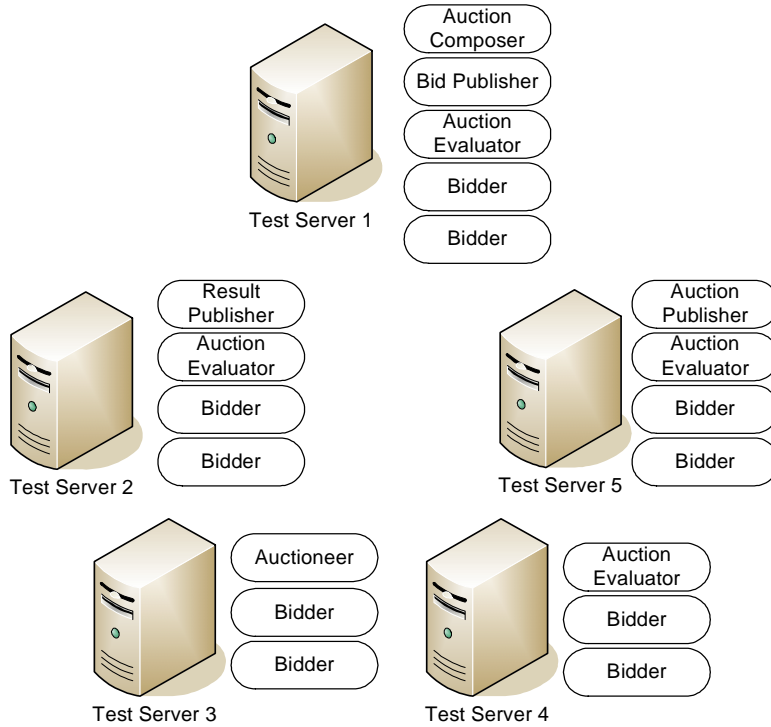 Auction
Composer
Bid Publisher
Auction
Evaluator
Bidder
Bidder
Test Server 1
Result
Publisher
Auction
Evaluator
Bidder
Bidder
Test Server 2
Auction
Publisher
Auction
Evaluator
Bidder
Bidder
Test Server 5
Auctioneer
Bidder
Bidder
Test Server 3
Auction
Evaluator
Bidder
Bidder
Test Server 4